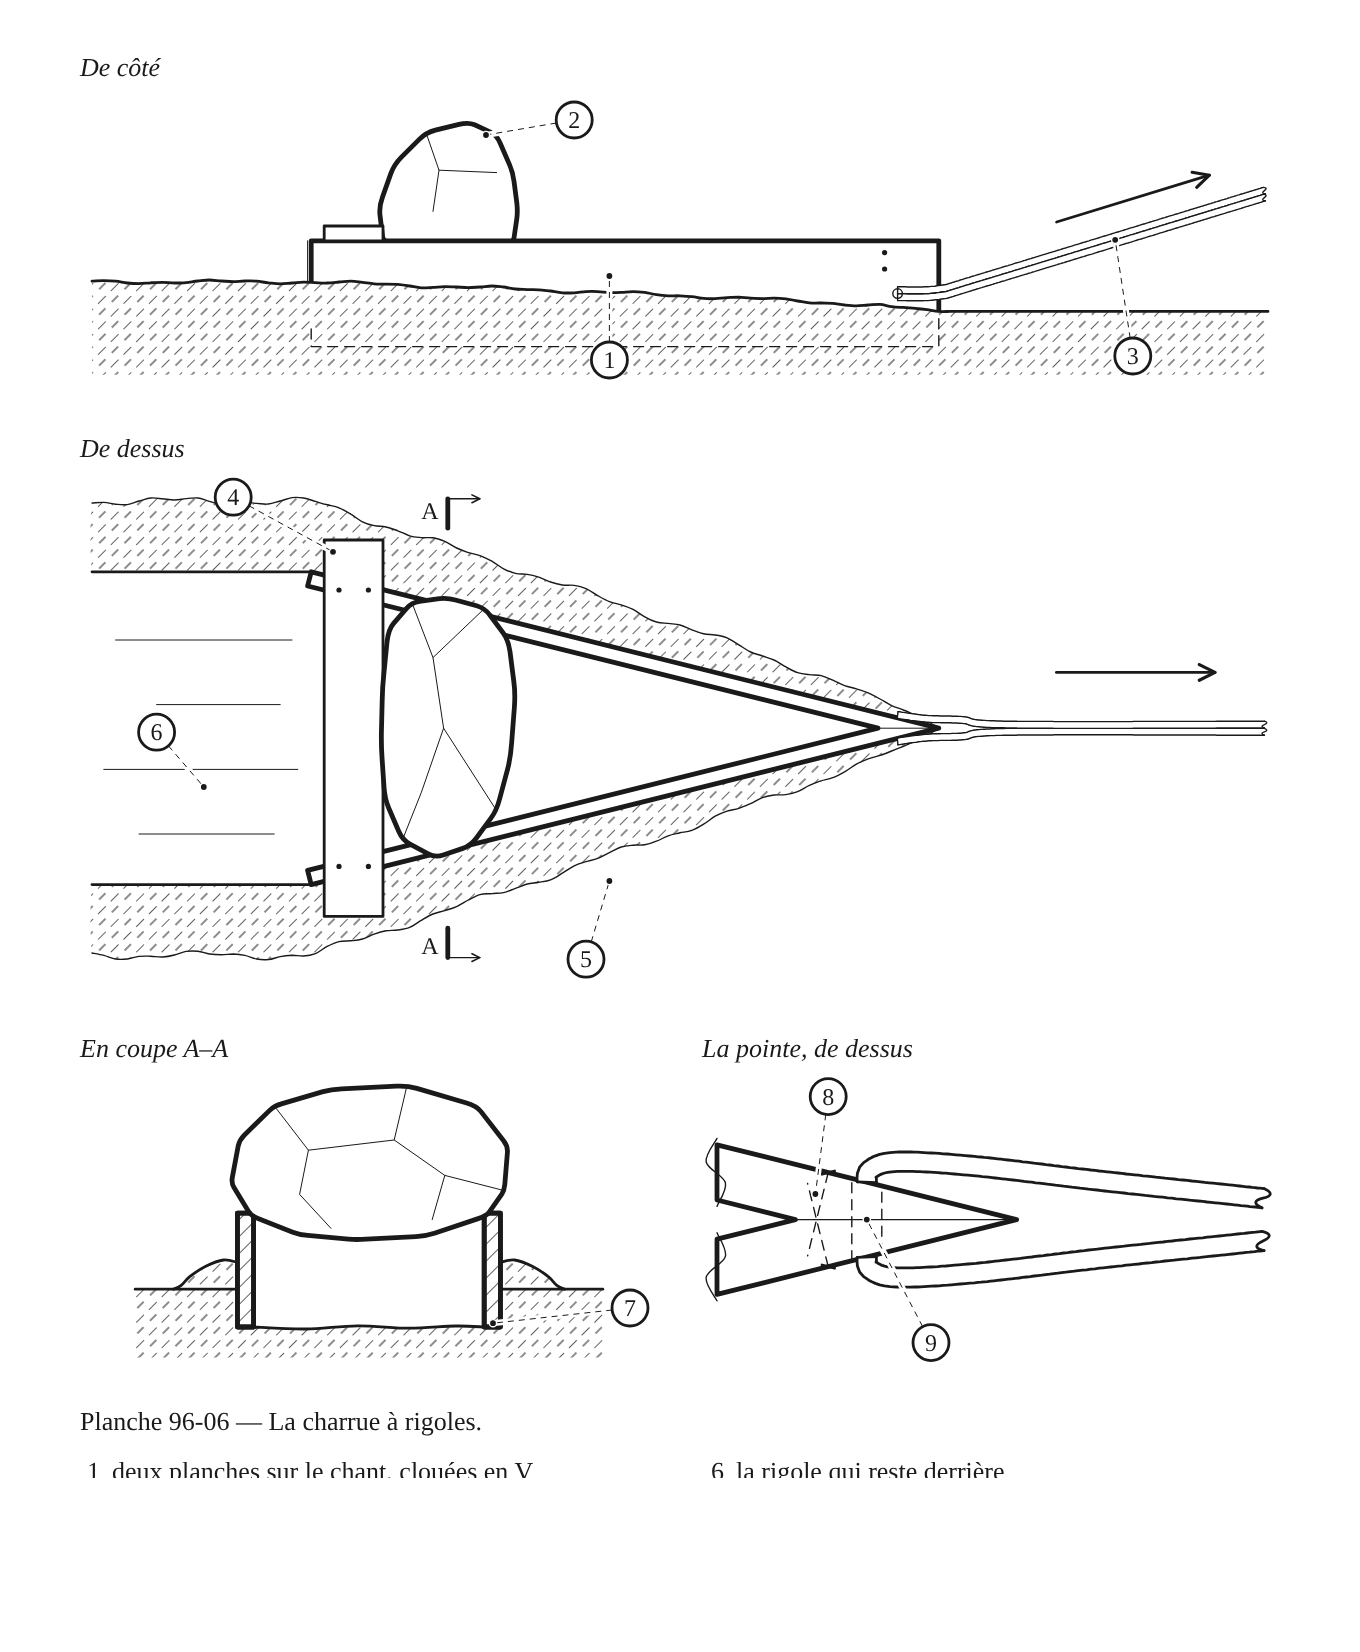 De côté
2
1
3
De dessus
4
A
6
A
5
En coupe A–A
La pointe, de dessus
8
7
9
Planche 96-06 — La charrue à rigoles.
1 deux planches sur le chant, clouées en V
6 la rigole qui reste derrière